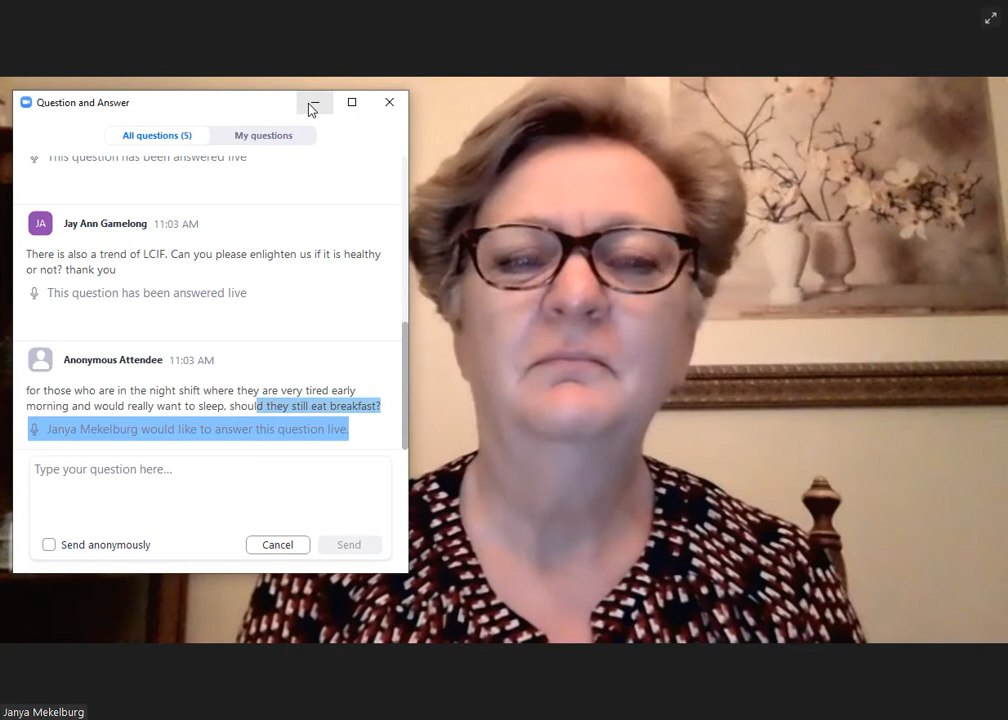 Question and Answer
All questions (5)
My questions
This question has been answered live
JA
Jay Ann Gamelong
11:03 AM
There is also a trend of LCIF. Can you please enlighten us if it is healthy
or not? thank you
This question has been answered live
Anonymous Attendee
11:03 AM
for those who are in the night shift where they are very tired early
morning and would really want to sleep, should they still eat breakfast?
Janya Mekelburg would like to answer this question live.
Type your question here...
Send anonymously
Cancel
Send
Janya Mekelburg